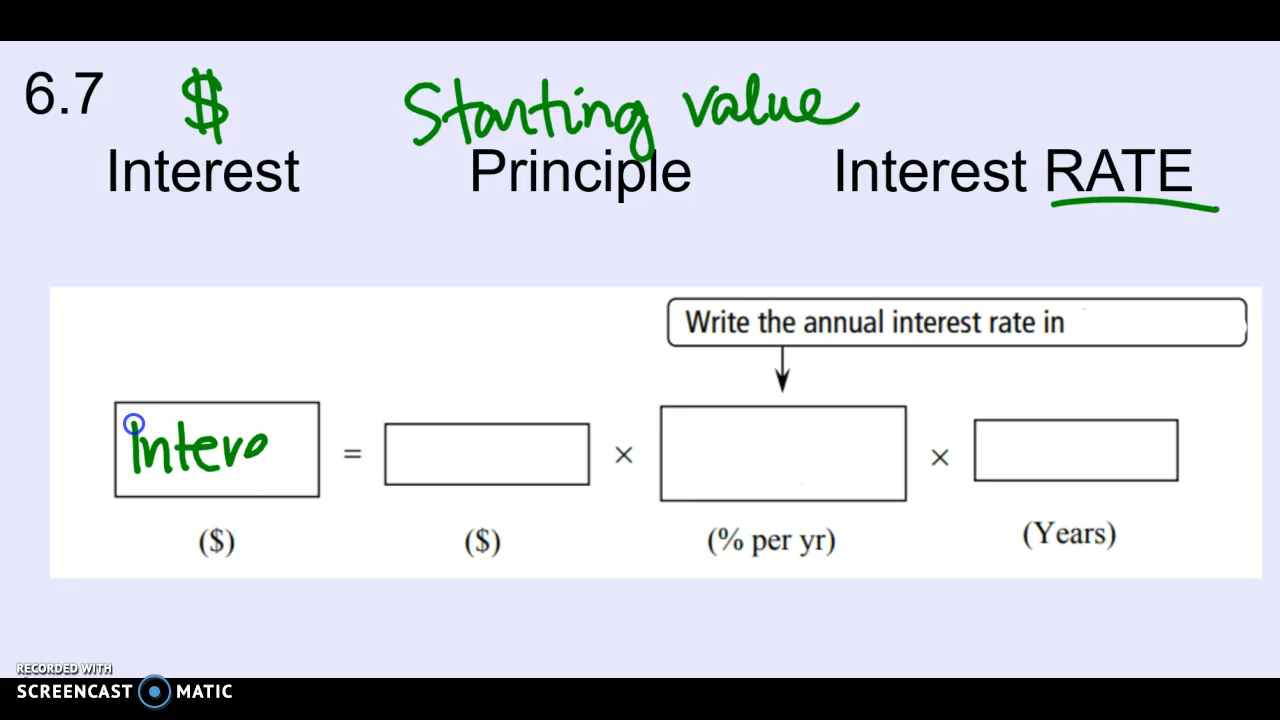 6.7 $ Starting value
Interest Principle Interest RATE
Write the annual interest rate in
Intere = × ×
($) ($) (% per yr) (Years)
RECORDED WITH
SCREENCAST MATIC